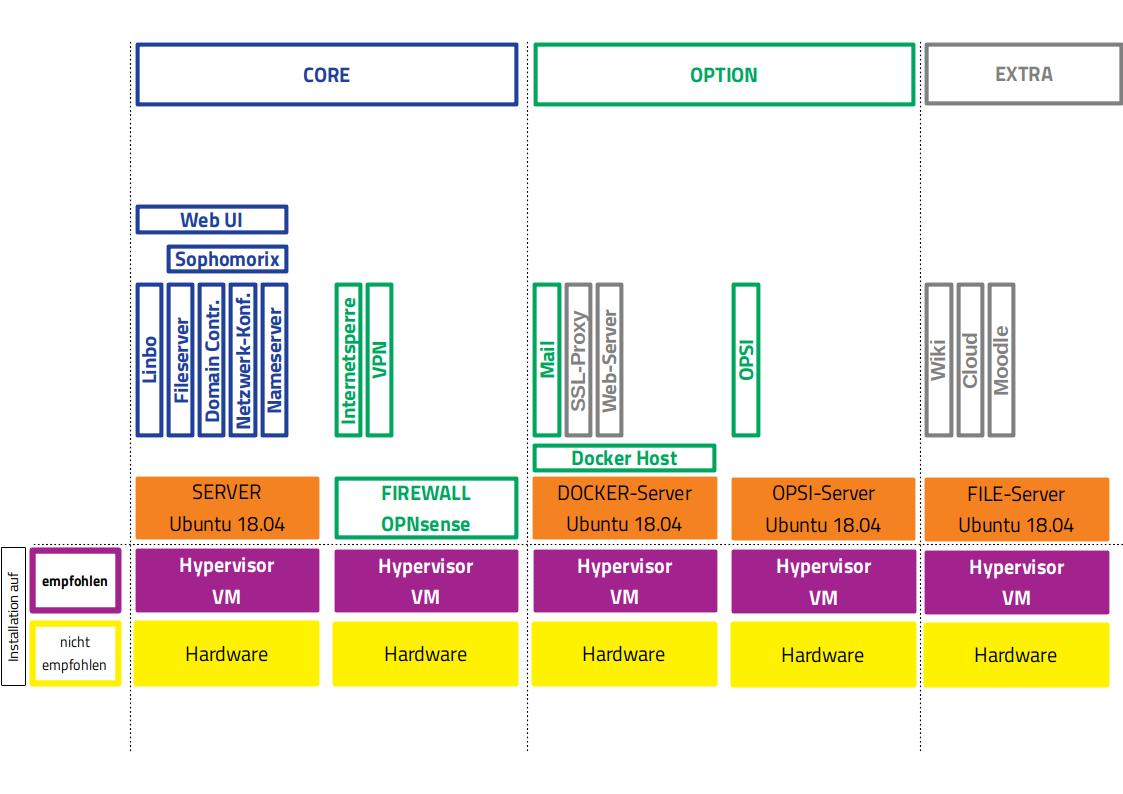 CORE
OPTION
EXTRA
Web UI
Sophomorix
Linbo
Fileserver
Domain Contr.
Netzwerk-Konf.
Nameserver
Internetsperre
VPN
Mail
SSL-Proxy
Web-Server
OPSI
Wiki
Cloud
Moodle
Docker Host
SERVER
Ubuntu 18.04
FIREWALL
OPNsense
DOCKER-Server
Ubuntu 18.04
OPSI-Server
Ubuntu 18.04
FILE-Server
Ubuntu 18.04
Installation auf
empfohlen
Hypervisor
VM
Hypervisor
VM
Hypervisor
VM
Hypervisor
VM
Hypervisor
VM
nicht
empfohlen
Hardware
Hardware
Hardware
Hardware
Hardware